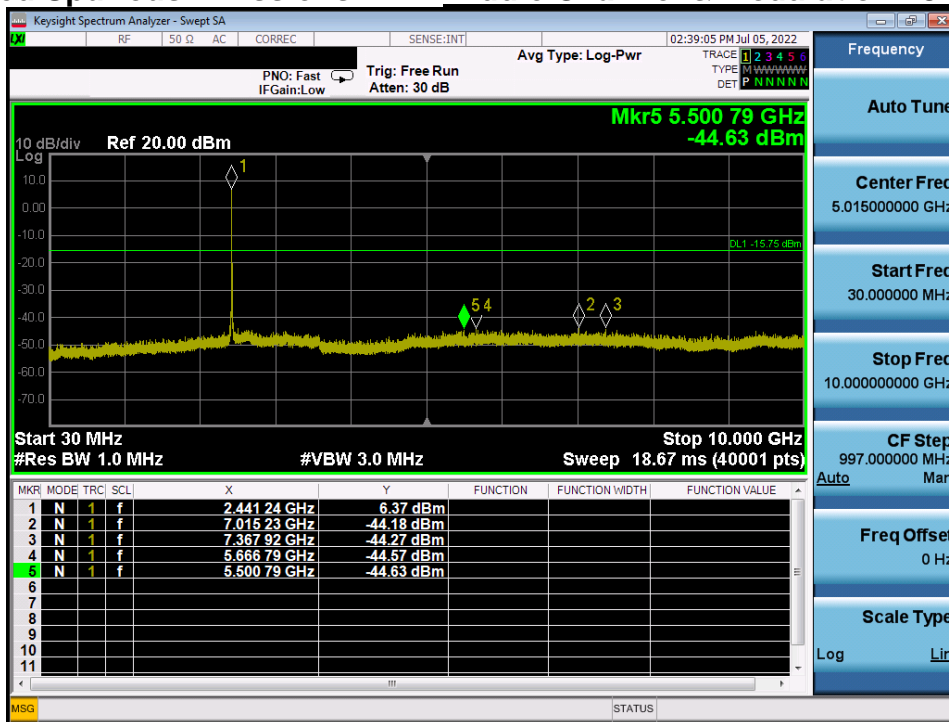 Keysight Spectrum Analyzer - Swept SA
LXI RF 50 Ω AC CORREC SENSE:INT 02:39:05 PM Jul 05, 2022
PNO: Fast
IFGain:Low
Trig: Free Run
Atten: 30 dB
Avg Type: Log-Pwr
TRACE 1 2 3 4 5 6
TYPE M WWWWW
DET P N N N N N
Mkr5 5.500 79 GHz
-44.63 dBm
10 dB/div Ref 20.00 dBm
Log
10.0
0.00
-10.0
-20.0
-30.0
-40.0
-50.0
-60.0
-70.0
1
DL1 -15.75 dBm
5 4 2 3
Start 30 MHz Stop 10.000 GHz
#Res BW 1.0 MHz #VBW 3.0 MHz Sweep 18.67 ms (40001 pts)
MKR MODE TRC SCL X Y FUNCTION FUNCTION WIDTH FUNCTION VALUE
1 N 1 f 2.441 24 GHz 6.37 dBm
2 N 1 f 7.015 23 GHz -44.18 dBm
3 N 1 f 7.367 92 GHz -44.27 dBm
4 N 1 f 5.666 79 GHz -44.57 dBm
5 N 1 f 5.500 79 GHz -44.63 dBm
6
7
8
9
10
11
MSG STATUS
Frequency
Auto Tune
Center Freq
5.015000000 GHz
Start Freq
30.000000 MHz
Stop Freq
10.000000000 GHz
CF Step
997.000000 MHz
Auto Man
Freq Offset
0 Hz
Scale Type
Log Lin